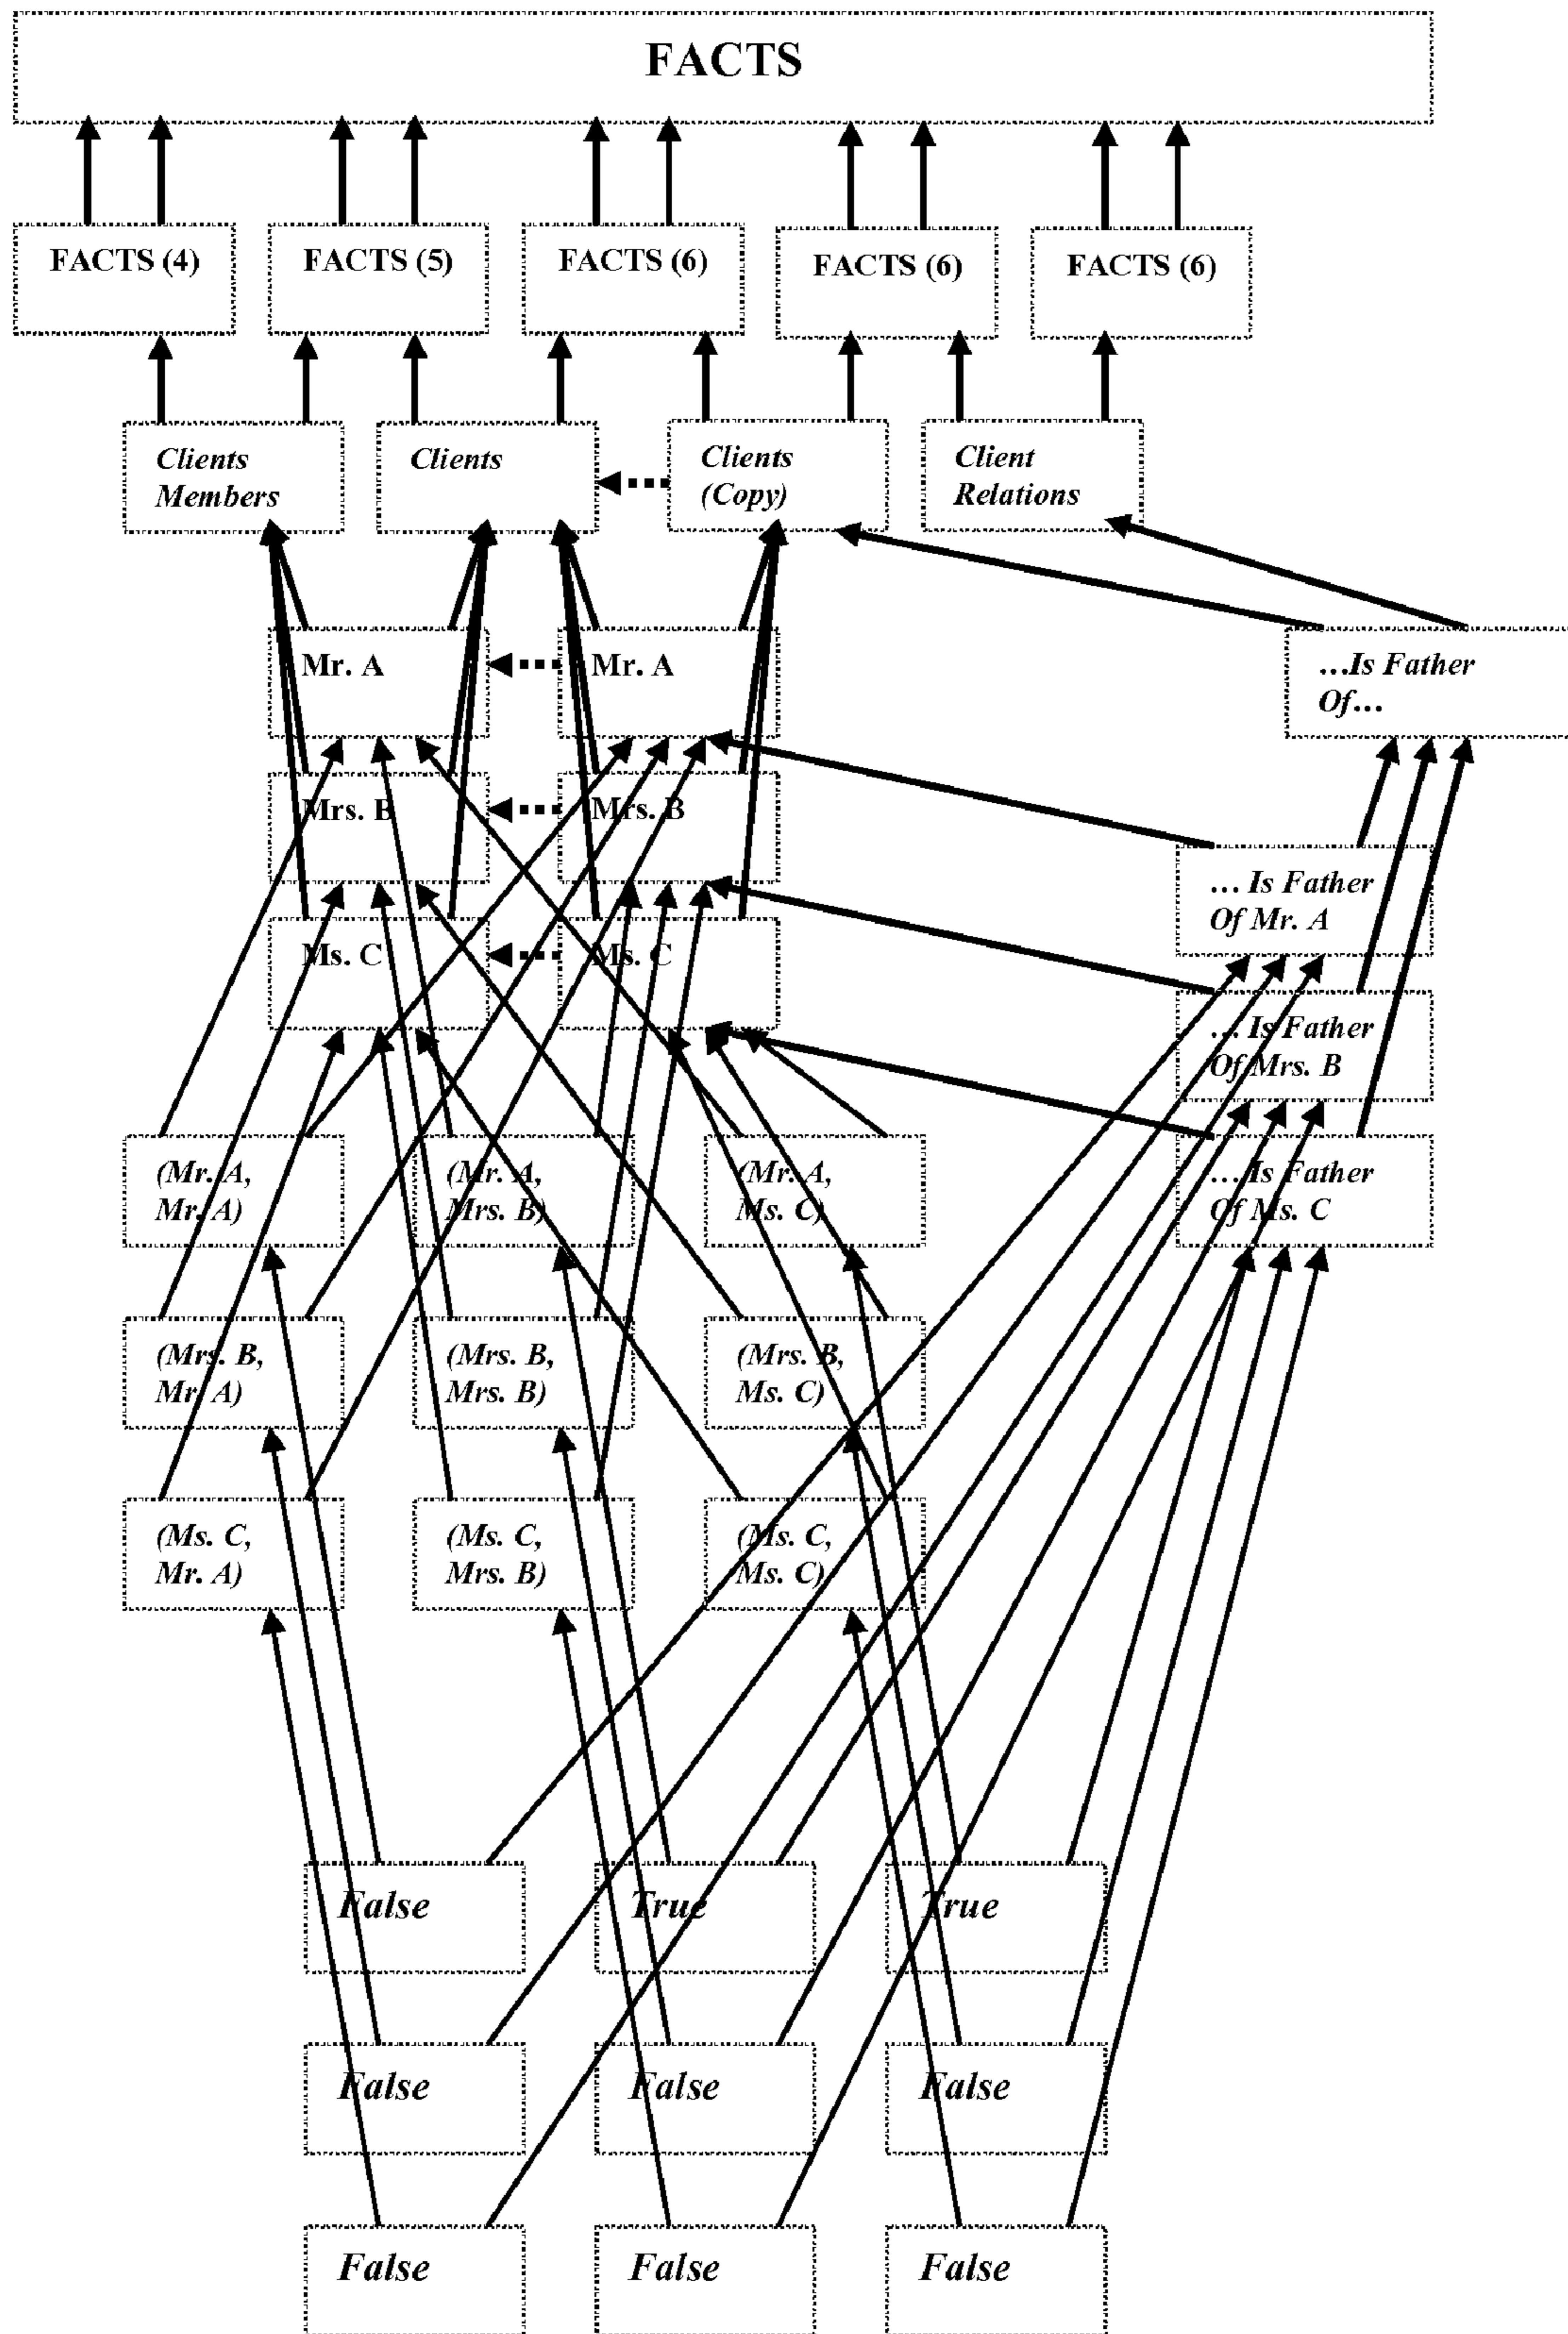 FACTS
FACTS (4)
FACTS (5)
FACTS (6)
FACTS (6)
FACTS (6)
Clients
Members
Clients
Clients
(Copy)
Client
Relations
Mr. A
Mr. A
…Is Father
Of…
Mrs. B
Mrs. B
… Is Father
Of Mr. A
Ms. C
Ms. C
… Is Father
Of Mrs. B
(Mr. A,
Mr. A)
(Mr. A,
Mrs. B)
(Mr. A,
Ms. C)
… Is Father
Of Ms. C
(Mrs. B,
Mr. A)
(Mrs. B,
Mrs. B)
(Mrs. B,
Ms. C)
(Ms. C,
Mr. A)
(Ms. C,
Mrs. B)
(Ms. C,
Ms. C)
False
True
True
False
False
False
False
False
False